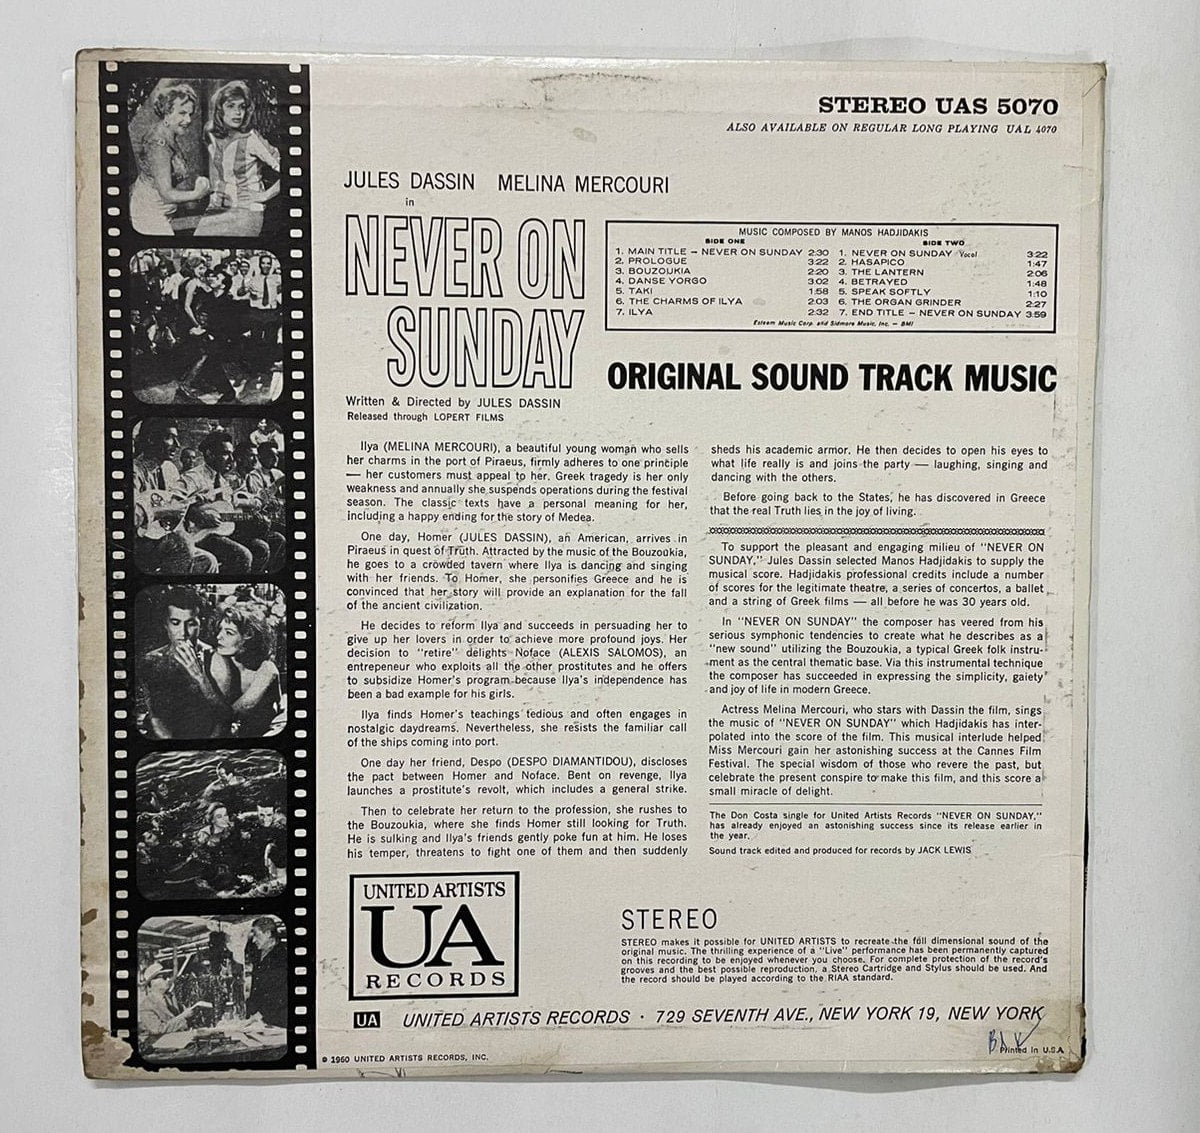 STEREO UAS 5070
ALSO AVAILABLE ON REGULAR LONG PLAYING UAL 4070
JULES DASSIN MELINA MERCOURI
in
NEVER ON
SUNDAY
Written & Directed by JULES DASSIN
Released through LOPERT FILMS
MUSIC COMPOSED BY MANOS HADJIDAKIS
SIDE ONE
1. MAIN TITLE – NEVER ON SUNDAY 2:30
2. PROLOGUE 3:22
3. BOUZOUKIA 2:20
4. DANSE YORGO 3:02
5. TAKI 1:58
6. THE CHARMS OF ILYA 2:03
7. ILYA 2:32
SIDE TWO
1. NEVER ON SUNDAY Vocal 3:22
2. HASAPICO 1:47
3. THE LANTERN 2:06
4. BETRAYED 1:48
5. SPEAK SOFTLY 1:10
6. THE ORGAN GRINDER 2:27
7. END TITLE – NEVER ON SUNDAY 3:59
Esteem Music Corp. and Sidmore Music, Inc. – BMI
ORIGINAL SOUND TRACK MUSIC
Ilya (MELINA MERCOURI), a beautiful young woman who sells
her charms in the port of Piraeus, firmly adheres to one principle
— her customers must appeal to her. Greek tragedy is her only
weakness and annually she suspends operations during the festival
season. The classic texts have a personal meaning for her,
including a happy ending for the story of Medea.
One day, Homer (JULES DASSIN), an American, arrives in
Piraeus in quest of Truth. Attracted by the music of the Bouzoukia,
he goes to a crowded tavern where Ilya is dancing and singing
with her friends. To Homer, she personifies Greece and he is
convinced that her story will provide an explanation for the fall
of the ancient civilization.
He decides to reform Ilya and succeeds in persuading her to
give up her lovers in order to achieve more profound joys. Her
decision to "retire" delights Noface (ALEXIS SALOMOS), an
entrepeneur who exploits all the other prostitutes and he offers
to subsidize Homer's program because Ilya's independence has
been a bad example for his girls.
Ilya finds Homer's teachings tedious and often engages in
nostalgic daydreams. Nevertheless, she resists the familiar call
of the ships coming into port.
One day her friend, Despo (DESPO DIAMANTIDOU), discloses
the pact between Homer and Noface. Bent on revenge, Ilya
launches a prostitute's revolt, which includes a general strike.
Then to celebrate her return to the profession, she rushes to
the Bouzoukia, where she finds Homer still looking for Truth.
He is sulking and Ilya's friends gently poke fun at him. He loses
his temper, threatens to fight one of them and then suddenly
sheds his academic armor. He then decides to open his eyes to
what life really is and joins the party — laughing, singing and
dancing with the others.
Before going back to the States, he has discovered in Greece
that the real Truth lies in the joy of living.
To support the pleasant and engaging milieu of "NEVER ON
SUNDAY," Jules Dassin selected Manos Hadjidakis to supply the
musical score. Hadjidakis professional credits include a number
of scores for the legitimate theatre, a series of concertos, a ballet
and a string of Greek films — all before he was 30 years old.
In "NEVER ON SUNDAY" the composer has veered from his
serious symphonic tendencies to create what he describes as a
"new sound" utilizing the Bouzoukia, a typical Greek folk instru-
ment as the central thematic base. Via this instrumental technique
the composer has succeeded in expressing the simplicity, gaiety
and joy of life in modern Greece.
Actress Melina Mercouri, who stars with Dassin the film, sings
the music of "NEVER ON SUNDAY" which Hadjidakis has inter-
polated into the score of the film. This musical interlude helped
Miss Mercouri gain her astonishing success at the Cannes Film
Festival. The special wisdom of those who revere the past, but
celebrate the present conspire to make this film, and this score a
small miracle of delight.
The Don Costa single for United Artists Records "NEVER ON SUNDAY,"
has already enjoyed an astonishing success since its release earlier in
the year.
Sound track edited and produced for records by JACK LEWIS
UNITED ARTISTS
UA
RECORDS
STEREO
STEREO makes it possible for UNITED ARTISTS to recreate the full dimensional sound of the
original music. The thrilling experience of a "Live" performance has been permanently captured
on this recording to be enjoyed whenever you choose. For complete protection of the record's
grooves and the best possible reproduction, a Stereo Cartridge and Stylus should be used. And
the record should be played according to the RIAA standard.
UA UNITED ARTISTS RECORDS · 729 SEVENTH AVE., NEW YORK 19, NEW YORK
℗ 1960 UNITED ARTISTS RECORDS, INC.
Printed in U.S.A.